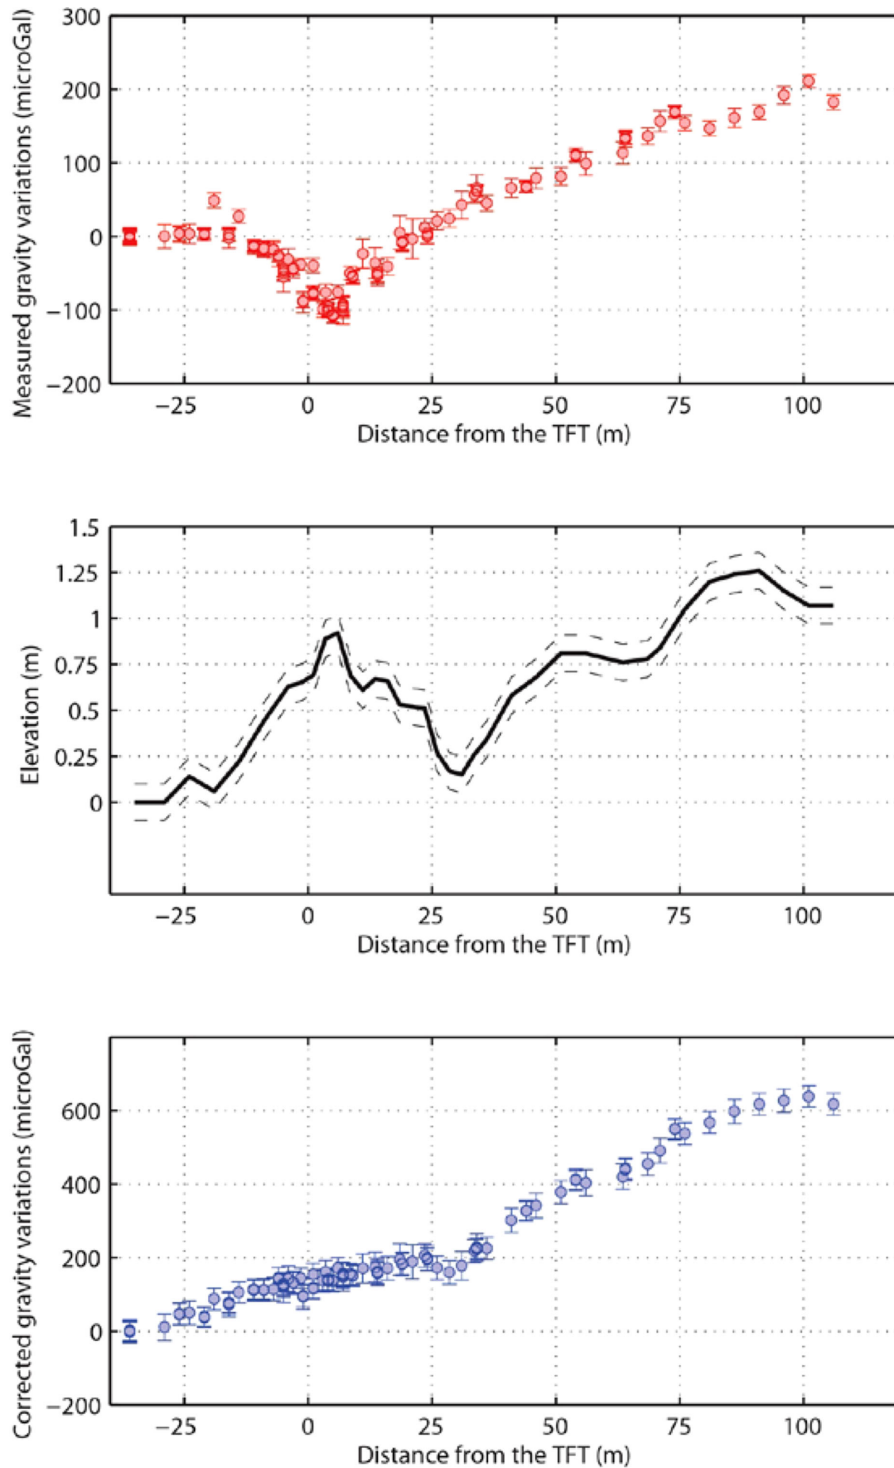 Measured gravity variations (microGal)
300
200
100
0
−100
−200
−25 0 25 50 75 100
Distance from the TFT (m)
Elevation (m)
1.5
1.25
1
0.75
0.5
0.25
0
−25 0 25 50 75 100
Distance from the TFT (m)
Corrected gravity variations (microGal)
600
400
200
0
−200
−25 0 25 50 75 100
Distance from the TFT (m)